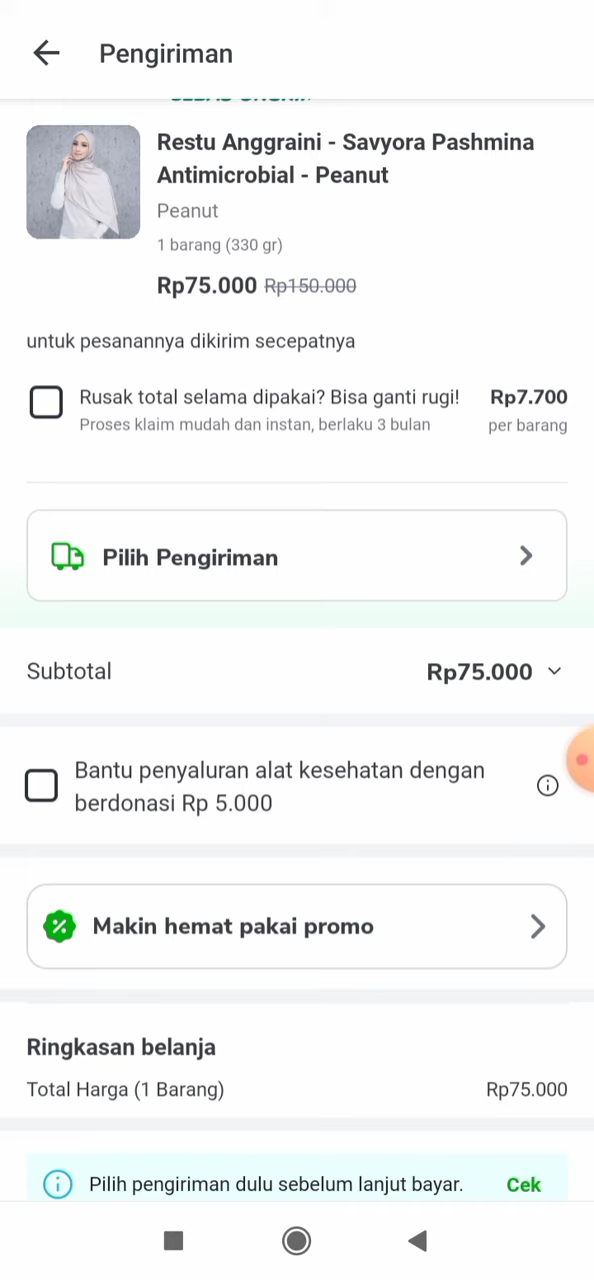 Pengiriman
Restu Anggraini - Savyora Pashmina
Antimicrobial - Peanut
Peanut
1 barang (330 gr)
Rp75.000 Rp150.000
untuk pesanannya dikirim secepatnya
Rusak total selama dipakai? Bisa ganti rugi! Rp7.700
Proses klaim mudah dan instan, berlaku 3 bulan per barang
Pilih Pengiriman
Subtotal Rp75.000
Bantu penyaluran alat kesehatan dengan
berdonasi Rp 5.000
Makin hemat pakai promo
Ringkasan belanja
Total Harga (1 Barang) Rp75.000
Pilih pengiriman dulu sebelum lanjut bayar. Cek